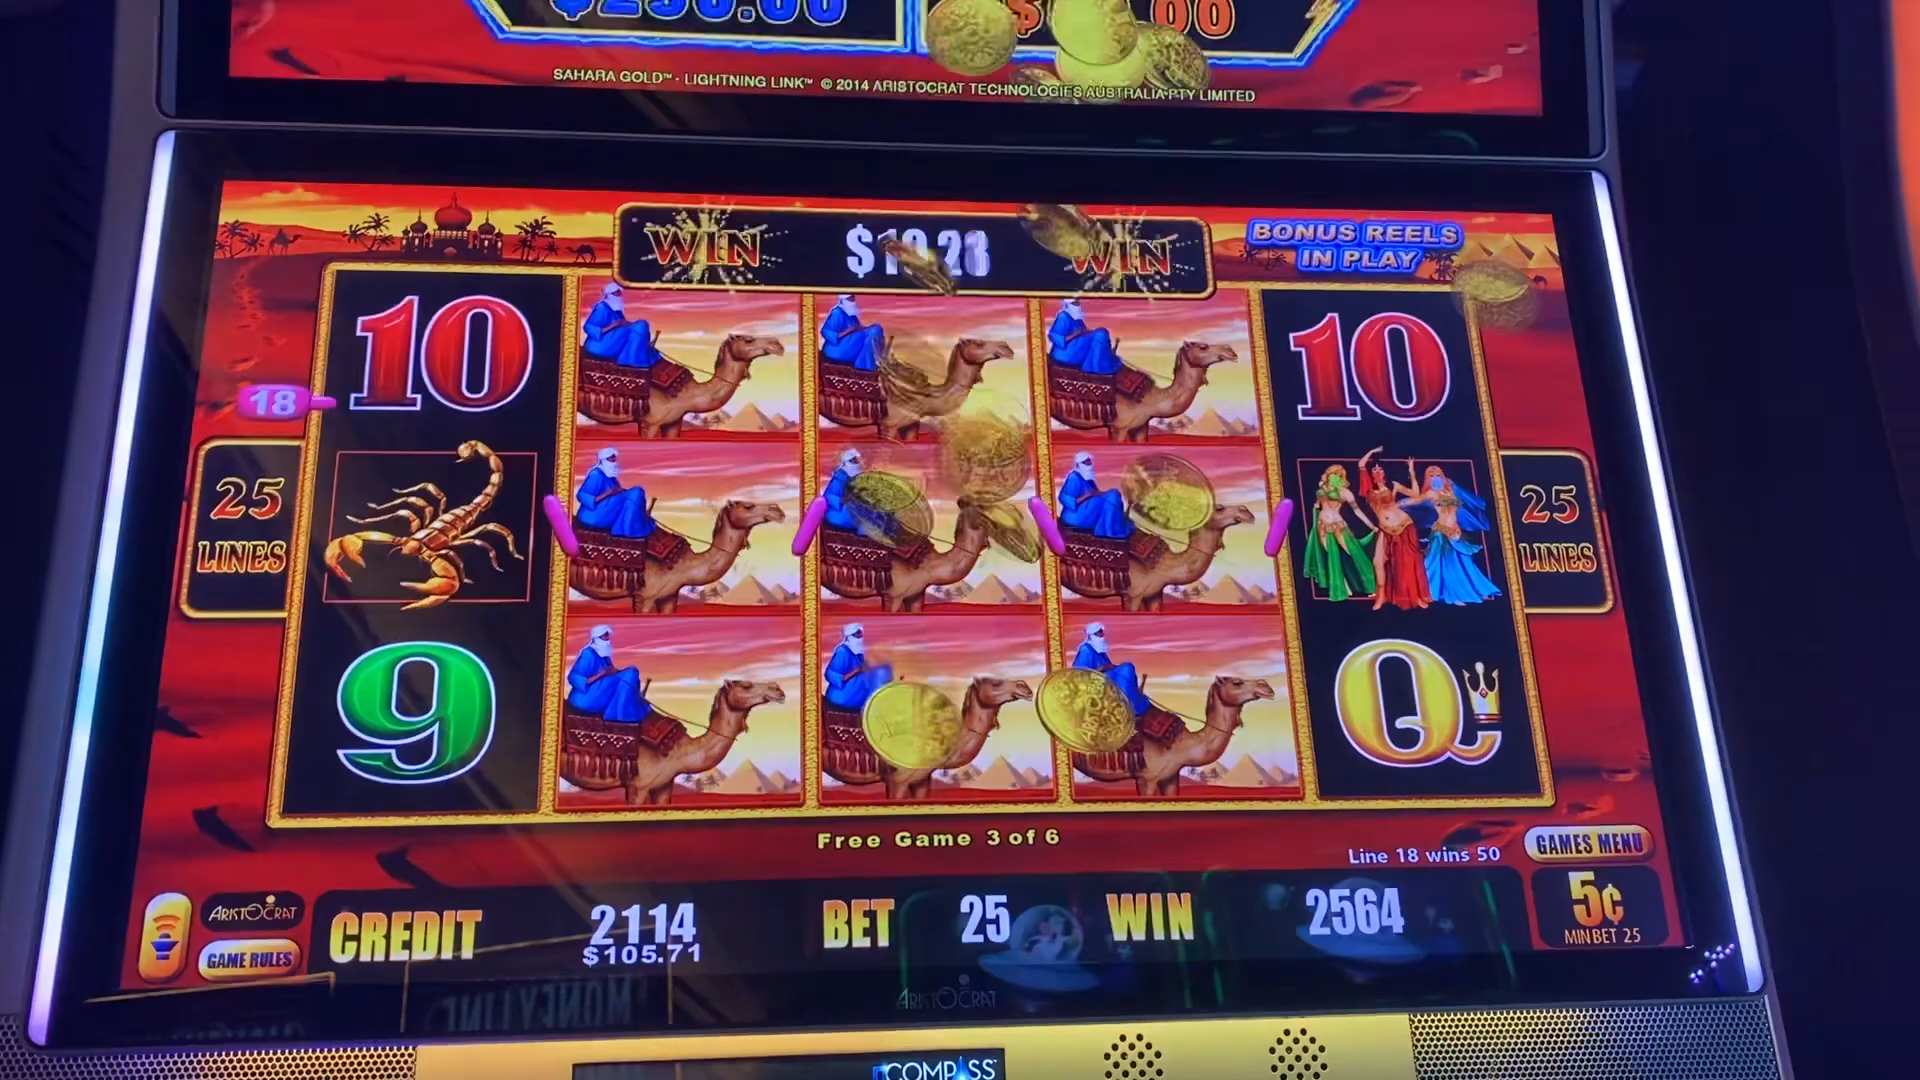 SAHARA GOLD™ - LIGHTNING LINK™ © 2014 ARISTOCRAT TECHNOLOGIES AUSTRALIA PTY LIMITED
WIN
WIN
BONUS REELS
IN PLAY
10
10
18
25
LINES
25
LINES
9
Q
Free Game 3 of 6
Line 18 wins 50
GAMES MENU
ARISTOCRAT
GAME RULES
CREDIT
2114
$105.71
BET
25
WIN
2564
5¢
MIN BET 25
ARISTOCRAT
COMPASS